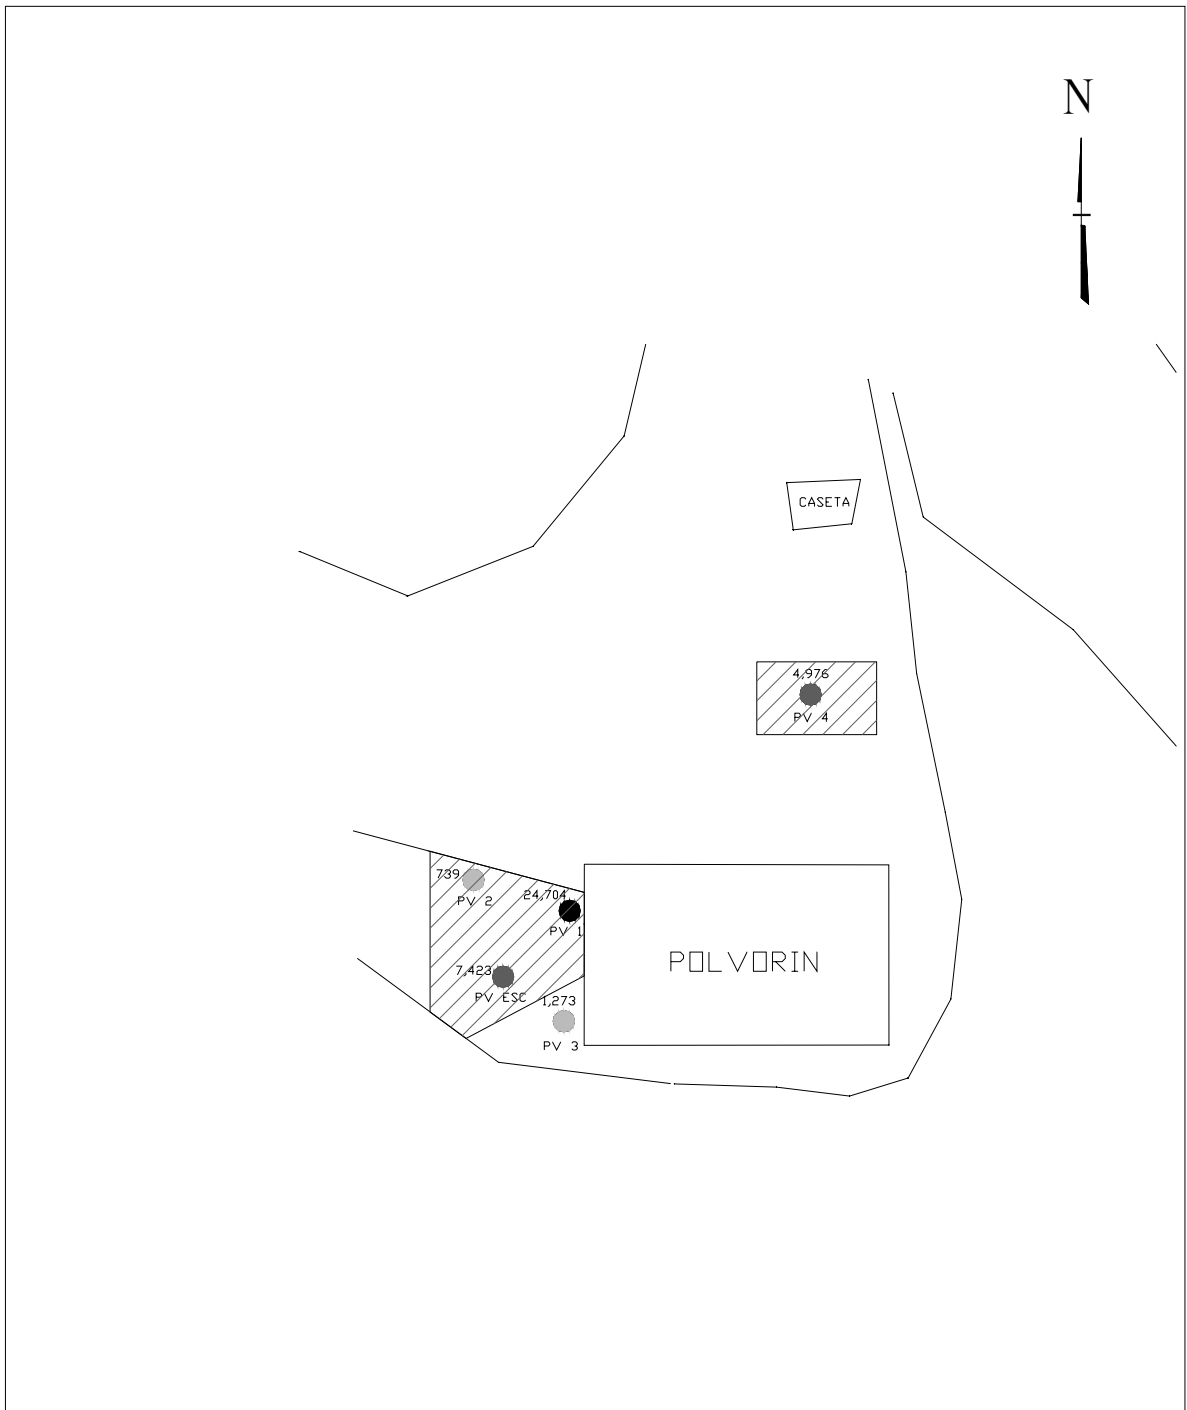 N
CASETA
4,976
PV 4
739
PV 2
24,704
PV 1
POLVORIN
7,423
PV ESC
1,273
PV 3